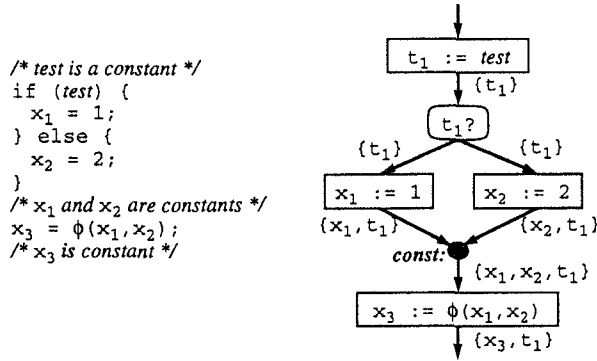 /* test is a constant */
if (test) {
x₁ = 1;
} else {
x₂ = 2;
}
/* x₁ and x₂ are constants */
x₃ = ϕ(x₁,x₂);
/* x₃ is constant */
t₁ := test
{t₁}
t₁?
{t₁} {t₁}
x₁ := 1 x₂ := 2
{x₁,t₁} {x₂,t₁}
const:
{x₁,x₂,t₁}
x₃ := ϕ(x₁,x₂)
{x₃,t₁}